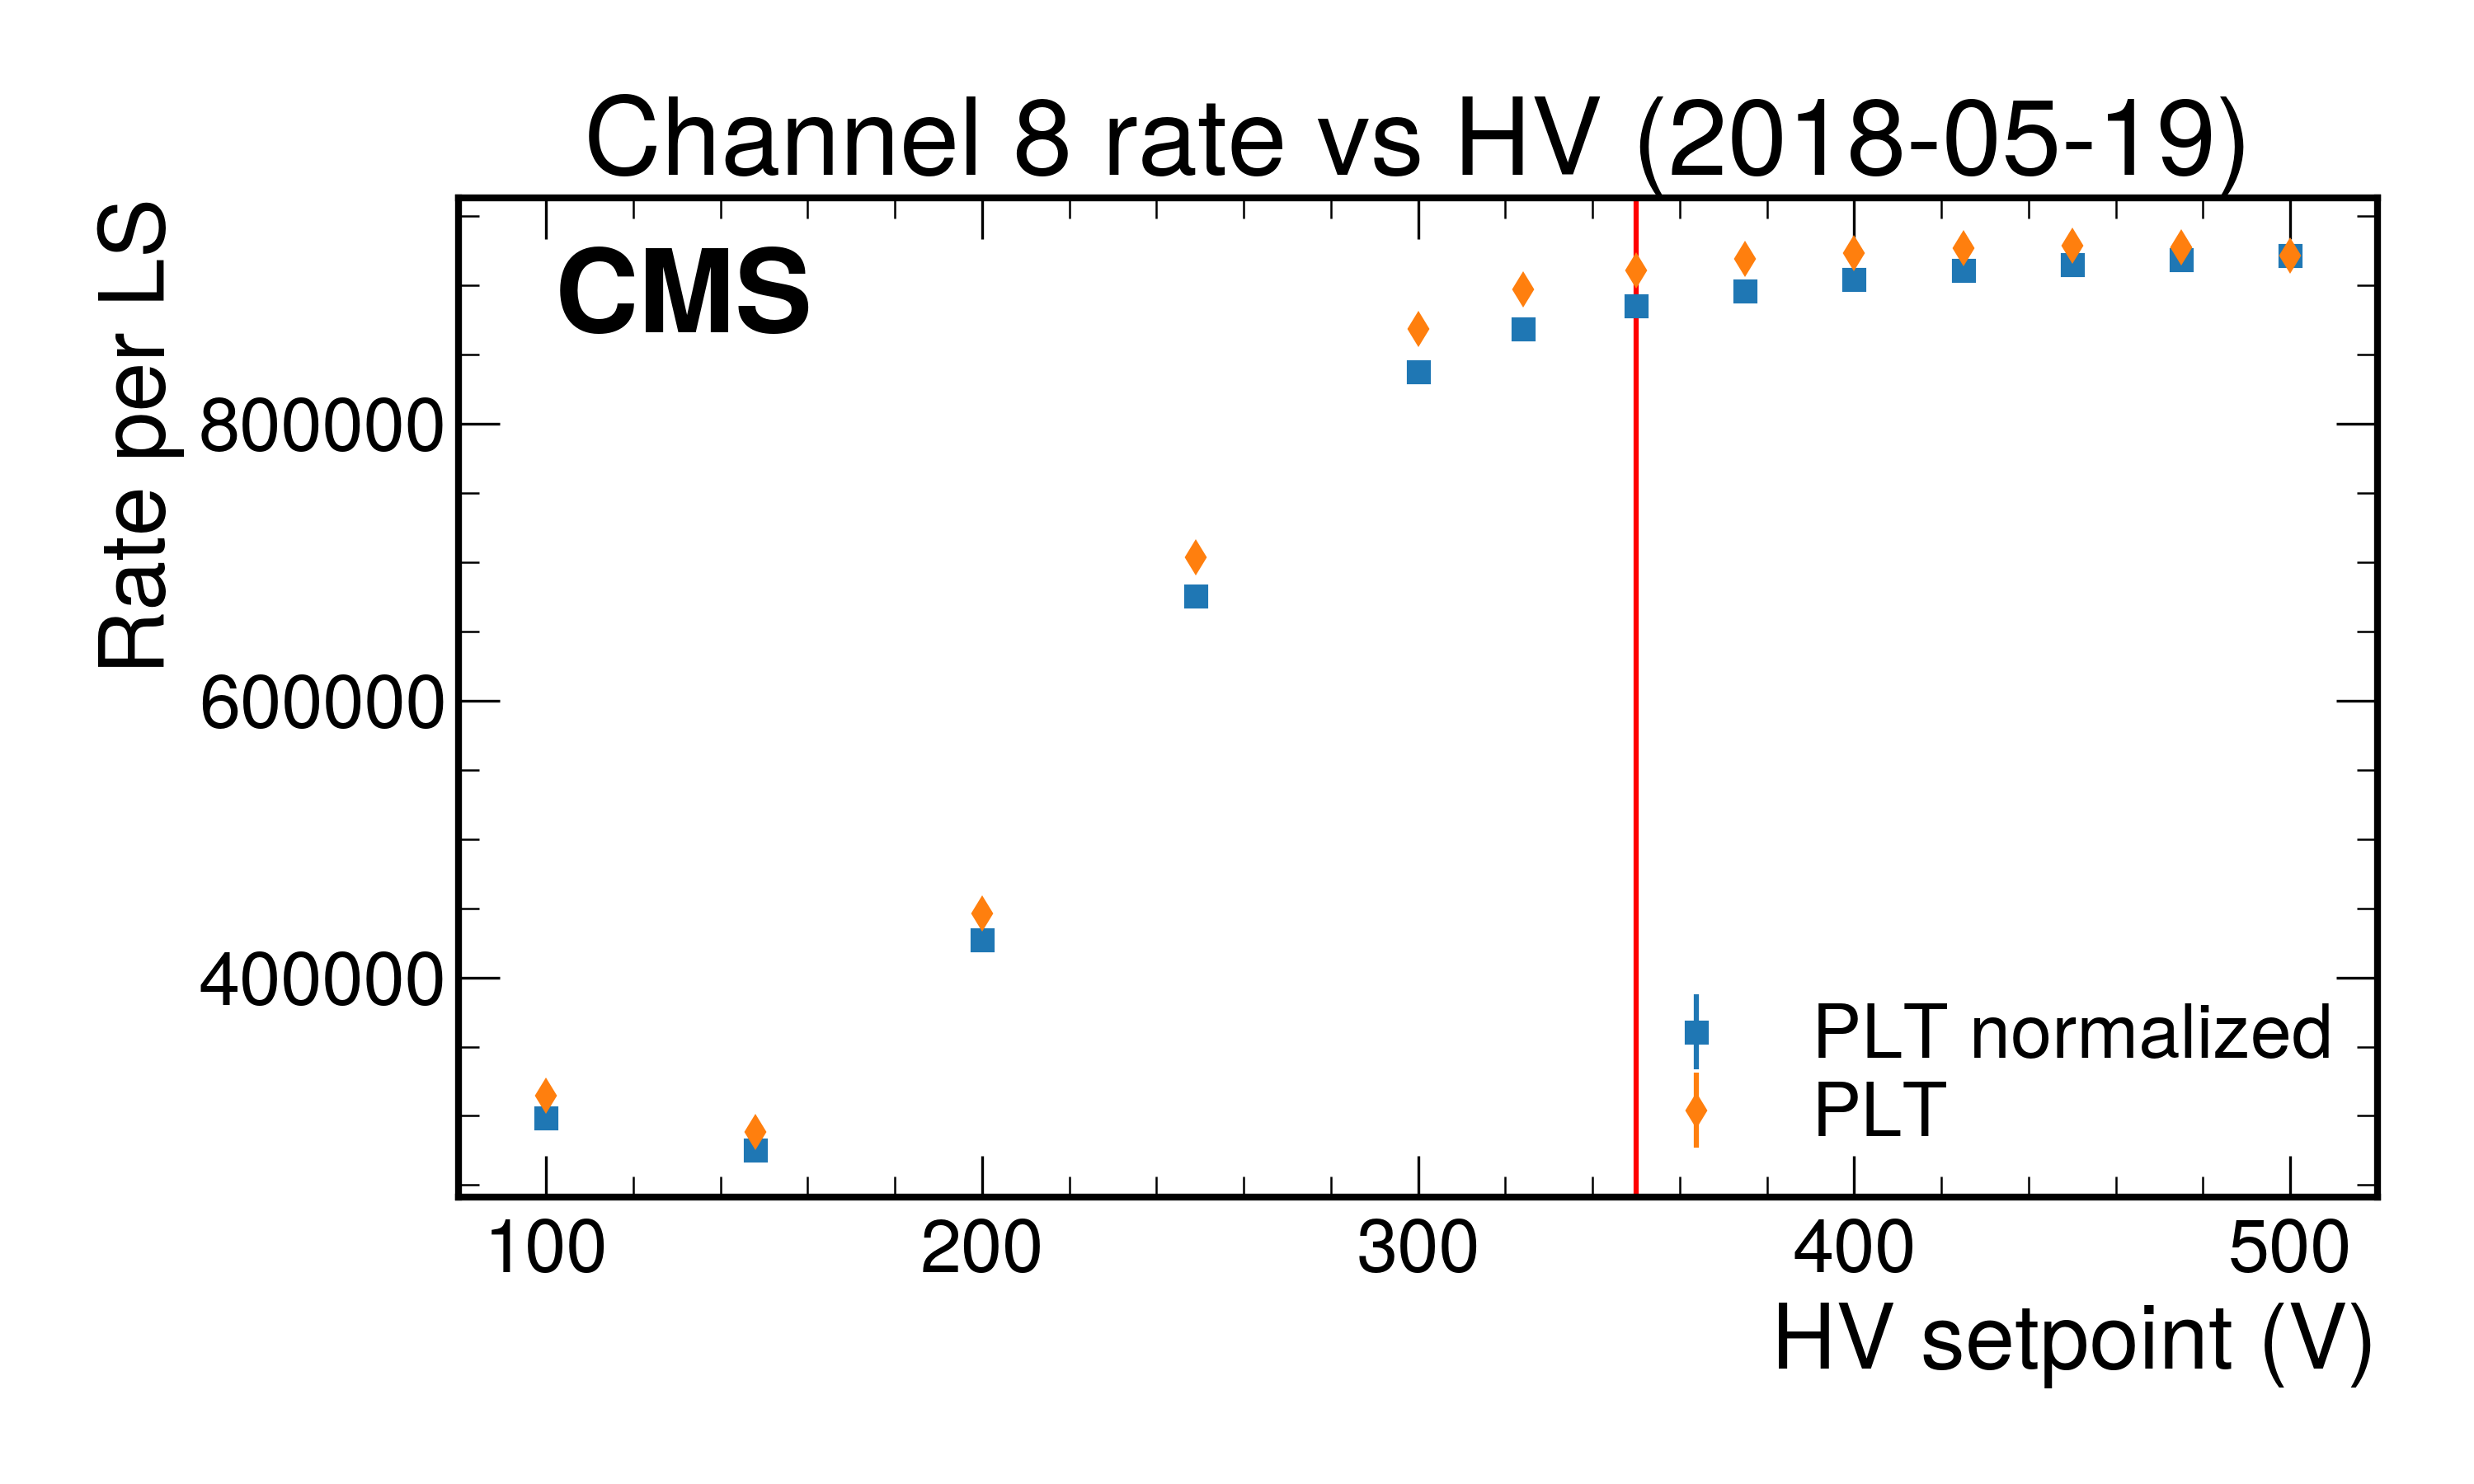 Channel 8 rate vs HV (2018-05-19)
CMS
Rate per LS
800000
600000
400000
PLT normalized
PLT
100 200 300 400 500
HV setpoint (V)